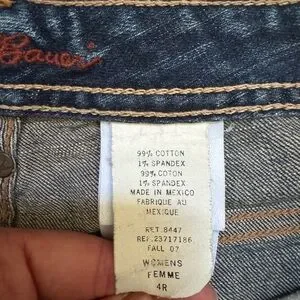 Bauer
99% COTTON
1% SPANDEX
99% COTON
1% SPANDEX
MADE IN MEXICO
FABRIQUE AU
MEXIQUE
RET.8447
REF.23717186
FALL 07
WOMENS
FEMME
4R